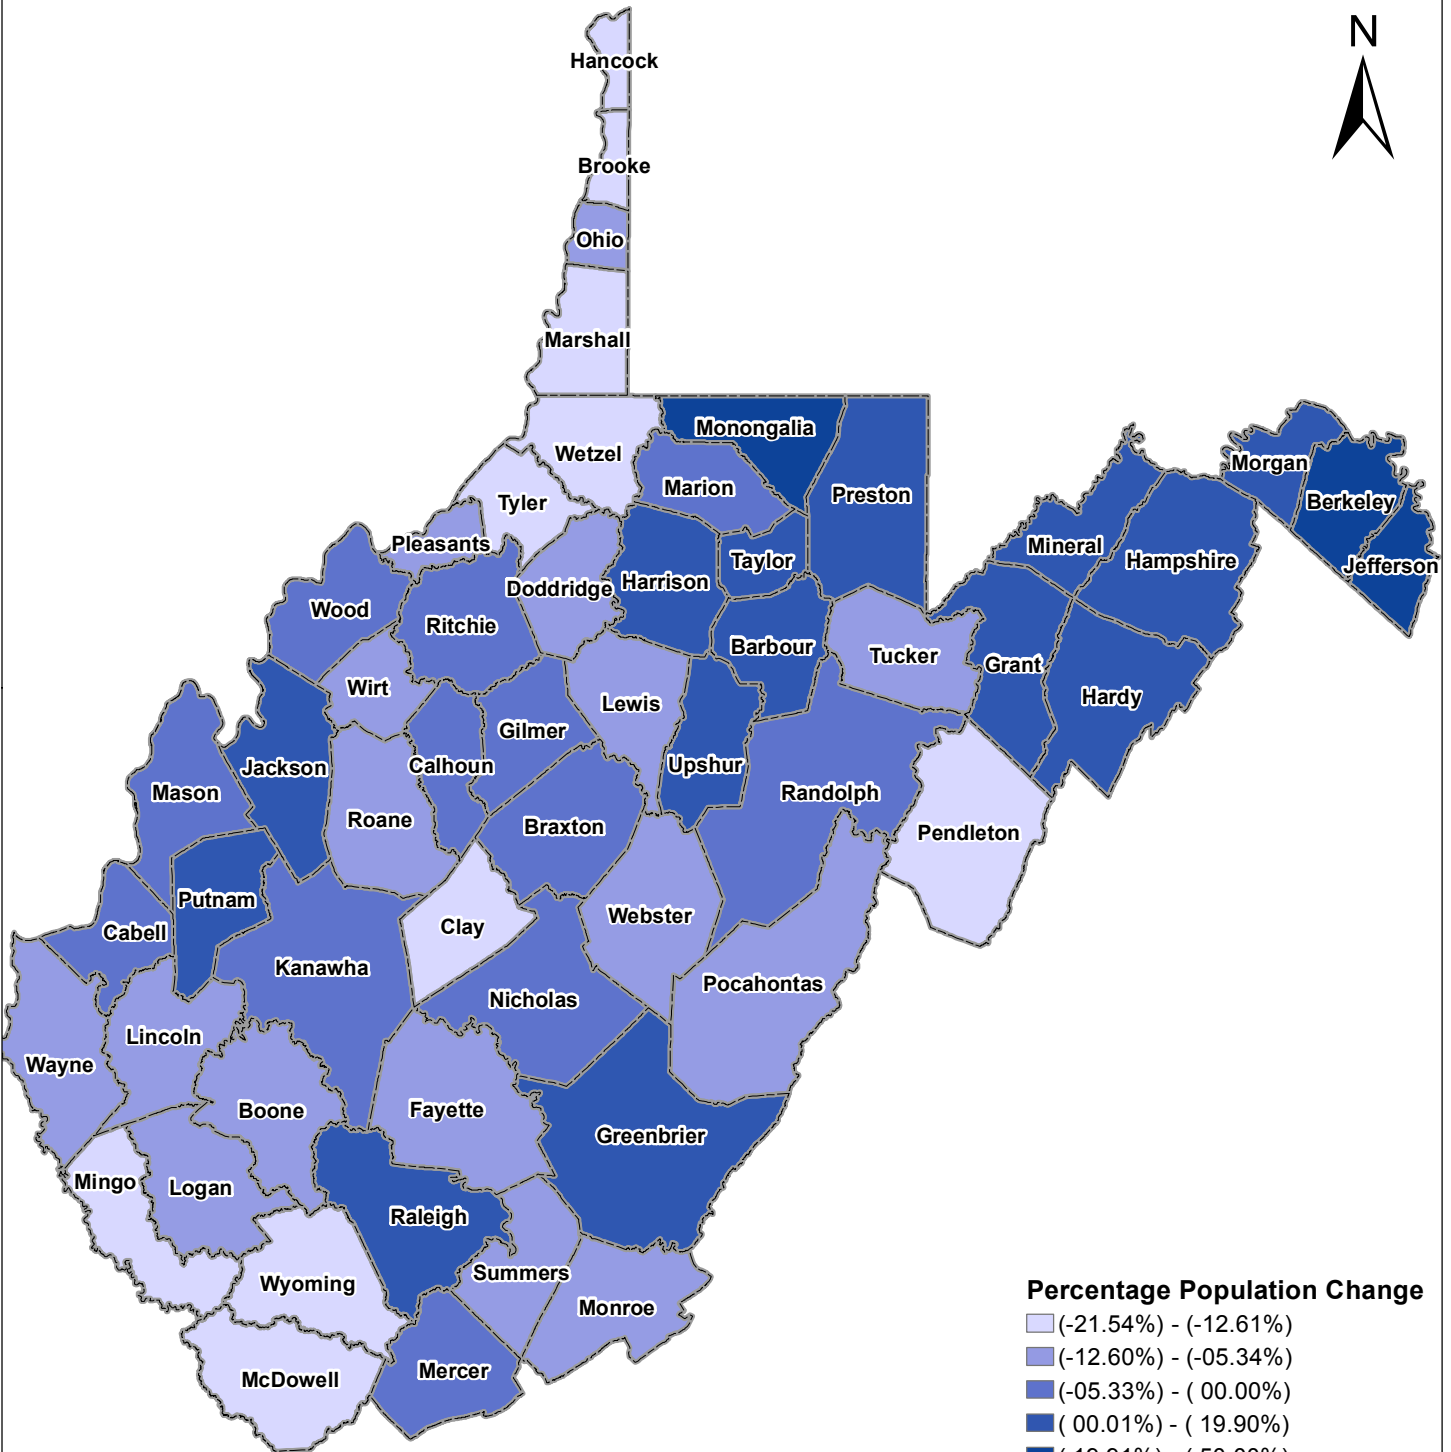 N
Hancock
Brooke
Ohio
Marshall
Monongalia
Wetzel
Morgan
Marion
Preston
Berkeley
Tyler
Pleasants
Mineral
Taylor
Hampshire
Jefferson
Harrison
Doddridge
Wood
Ritchie
Barbour
Tucker
Grant
Wirt
Hardy
Lewis
Gilmer
Jackson
Calhoun
Upshur
Mason
Randolph
Roane
Braxton
Pendleton
Putnam
Webster
Clay
Cabell
Kanawha
Pocahontas
Nicholas
Lincoln
Wayne
Boone
Fayette
Greenbrier
Mingo
Logan
Raleigh
Summers
Wyoming
Monroe
Mercer
McDowell
Percentage Population Change
(-21.54%) - (-12.61%)
(-12.60%) - (-05.34%)
(-05.33%) - ( 00.00%)
( 00.01%) - ( 19.90%)